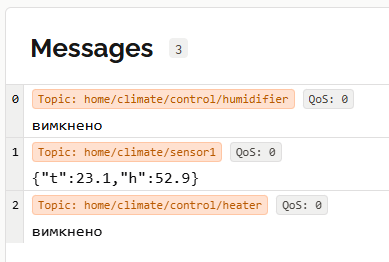 Messages 3
0 Topic: home/climate/control/humidifier QoS: 0
вимкнено
1 Topic: home/climate/sensor1 QoS: 0
{"t":23.1,"h":52.9}
2 Topic: home/climate/control/heater QoS: 0
вимкнено